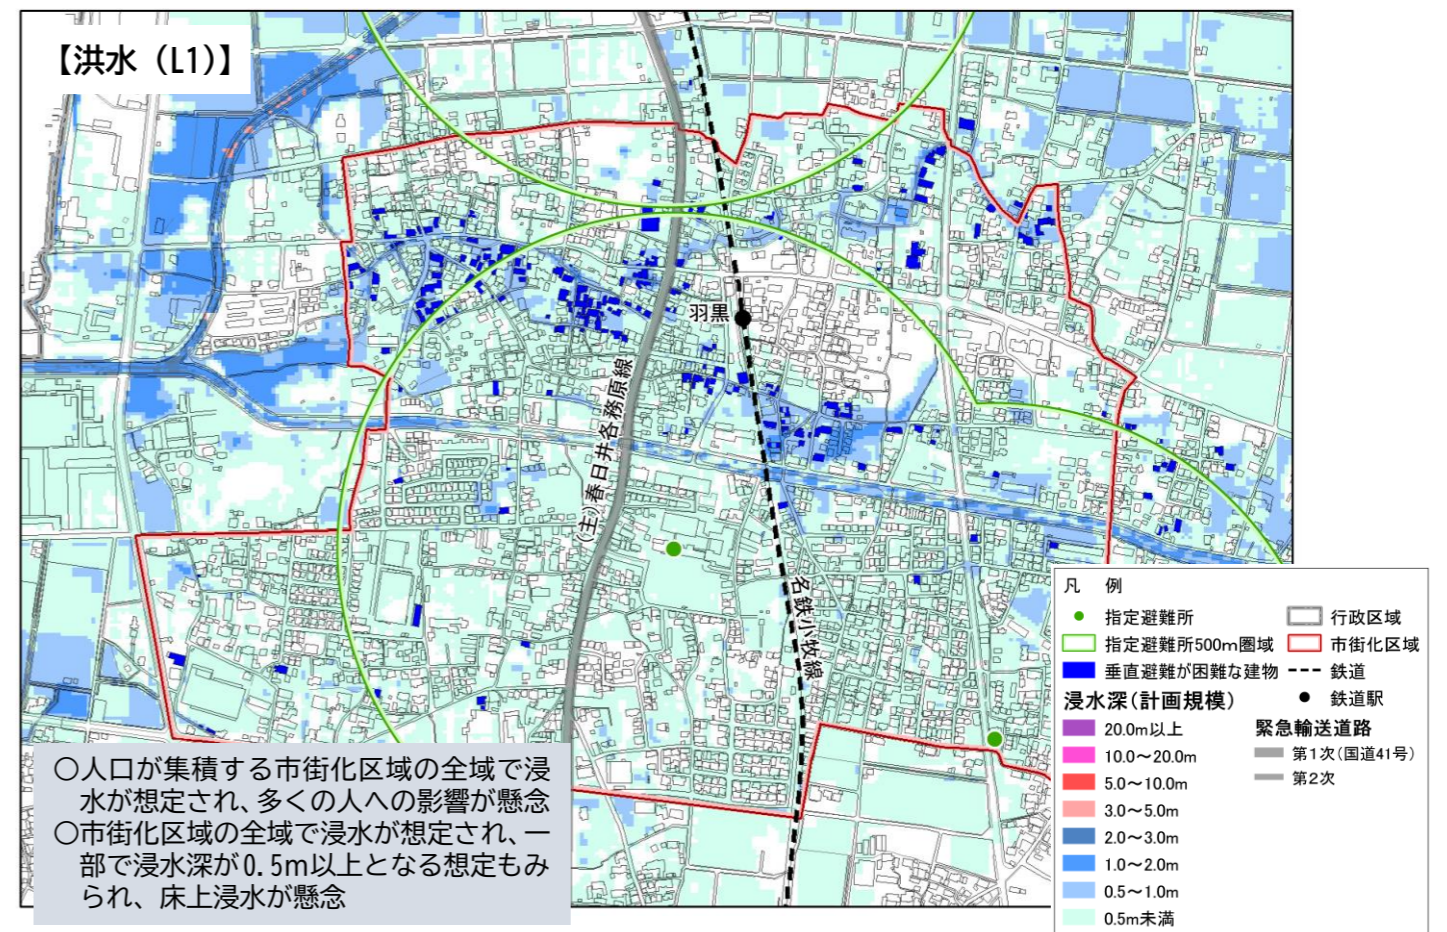 【洪水（L1）】
羽黒
(主)春日井各務原線
名鉄小牧線
○人口が集積する市街化区域の全域で浸
水が想定され、多くの人への影響が懸念
○市街化区域の全域で浸水が想定され、一
部で浸水深が0.5m以上となる想定もみ
られ、床上浸水が懸念
凡　例
指定避難所
指定避難所500m圏域
垂直避難が困難な建物
浸水深(計画規模)
20.0m以上
10.0～20.0m
5.0～10.0m
3.0～5.0m
2.0～3.0m
1.0～2.0m
0.5～1.0m
0.5m未満
行政区域
市街化区域
鉄道
鉄道駅
緊急輸送道路
第1次(国道41号)
第2次